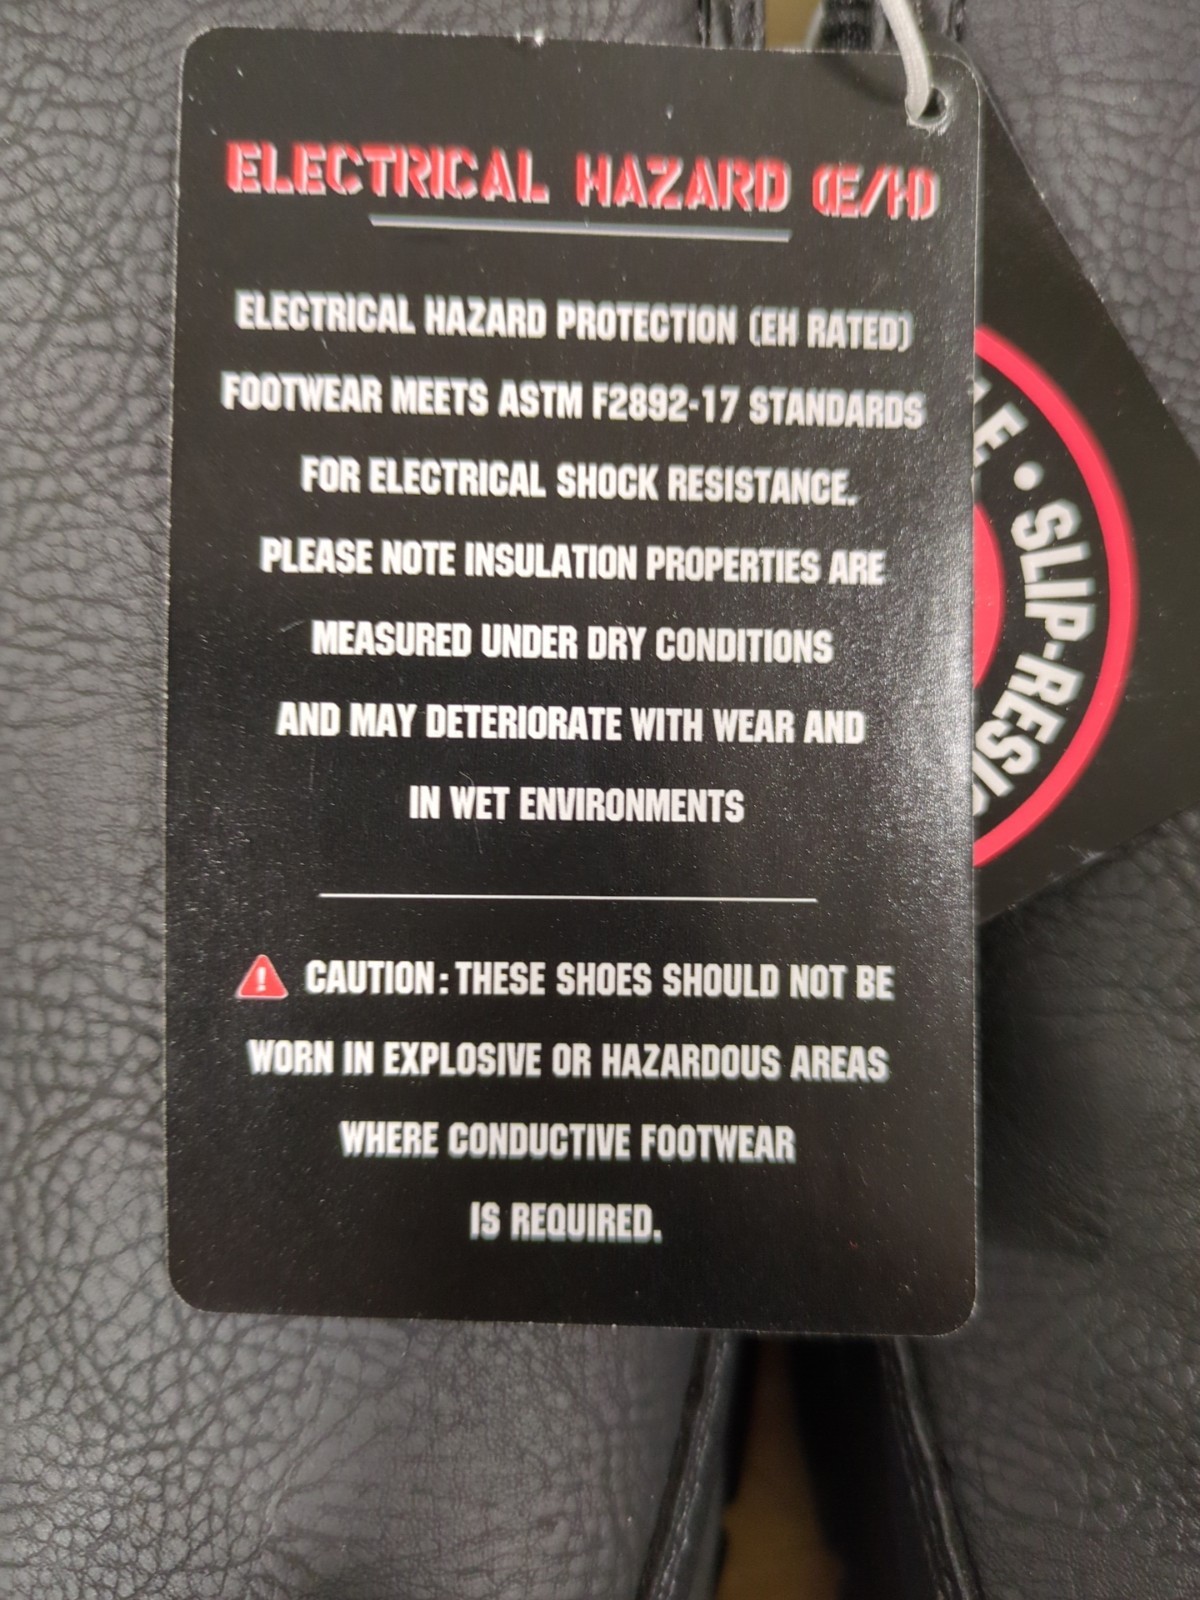 ELECTRICAL HAZARD (E/H)
ELECTRICAL HAZARD PROTECTION (EH RATED)
FOOTWEAR MEETS ASTM F2892-17 STANDARDS
FOR ELECTRICAL SHOCK RESISTANCE.
PLEASE NOTE INSULATION PROPERTIES ARE
MEASURED UNDER DRY CONDITIONS
AND MAY DETERIORATE WITH WEAR AND
IN WET ENVIRONMENTS
CAUTION: THESE SHOES SHOULD NOT BE
WORN IN EXPLOSIVE OR HAZARDOUS AREAS
WHERE CONDUCTIVE FOOTWEAR
IS REQUIRED.
• SLIP-RESIS